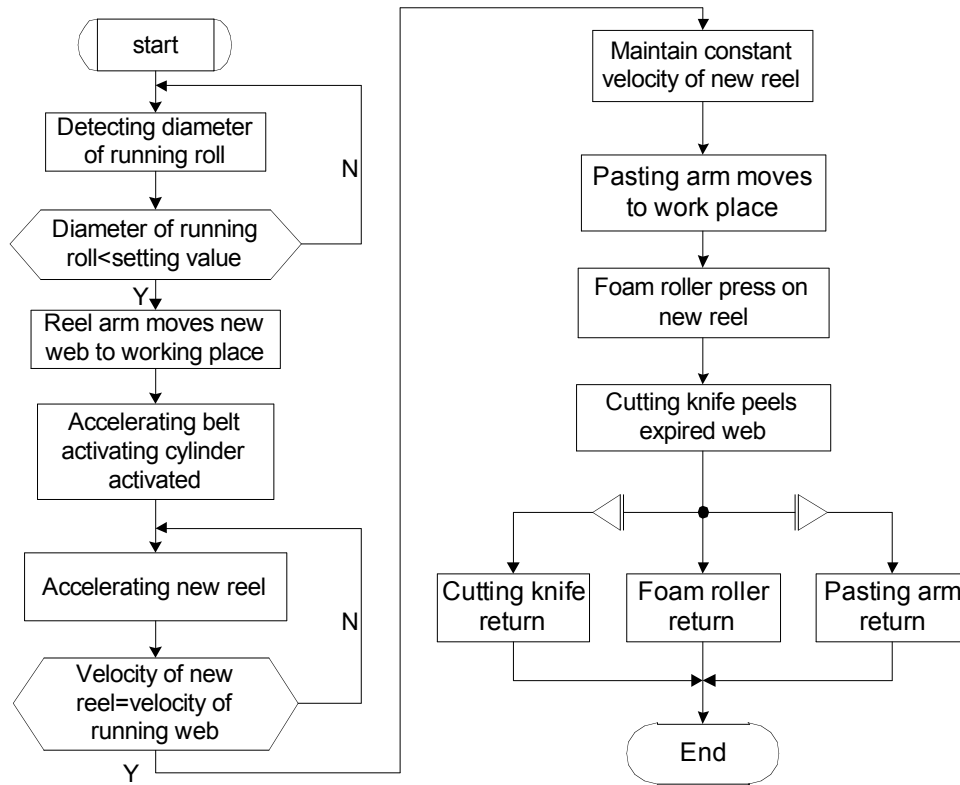 start
Detecting diameter
of running roll
N
Diameter of running
roll<setting value
Y
Reel arm moves new
web to working place
Accelerating belt
activating cylinder
activated
Accelerating new reel
N
Velocity of new
reel=velocity of
running web
Y
Maintain constant
velocity of new reel
Pasting arm moves
to work place
Foam roller press on
new reel
Cutting knife peels
expired web
Cutting knife
return
Foam roller
return
Pasting arm
return
End